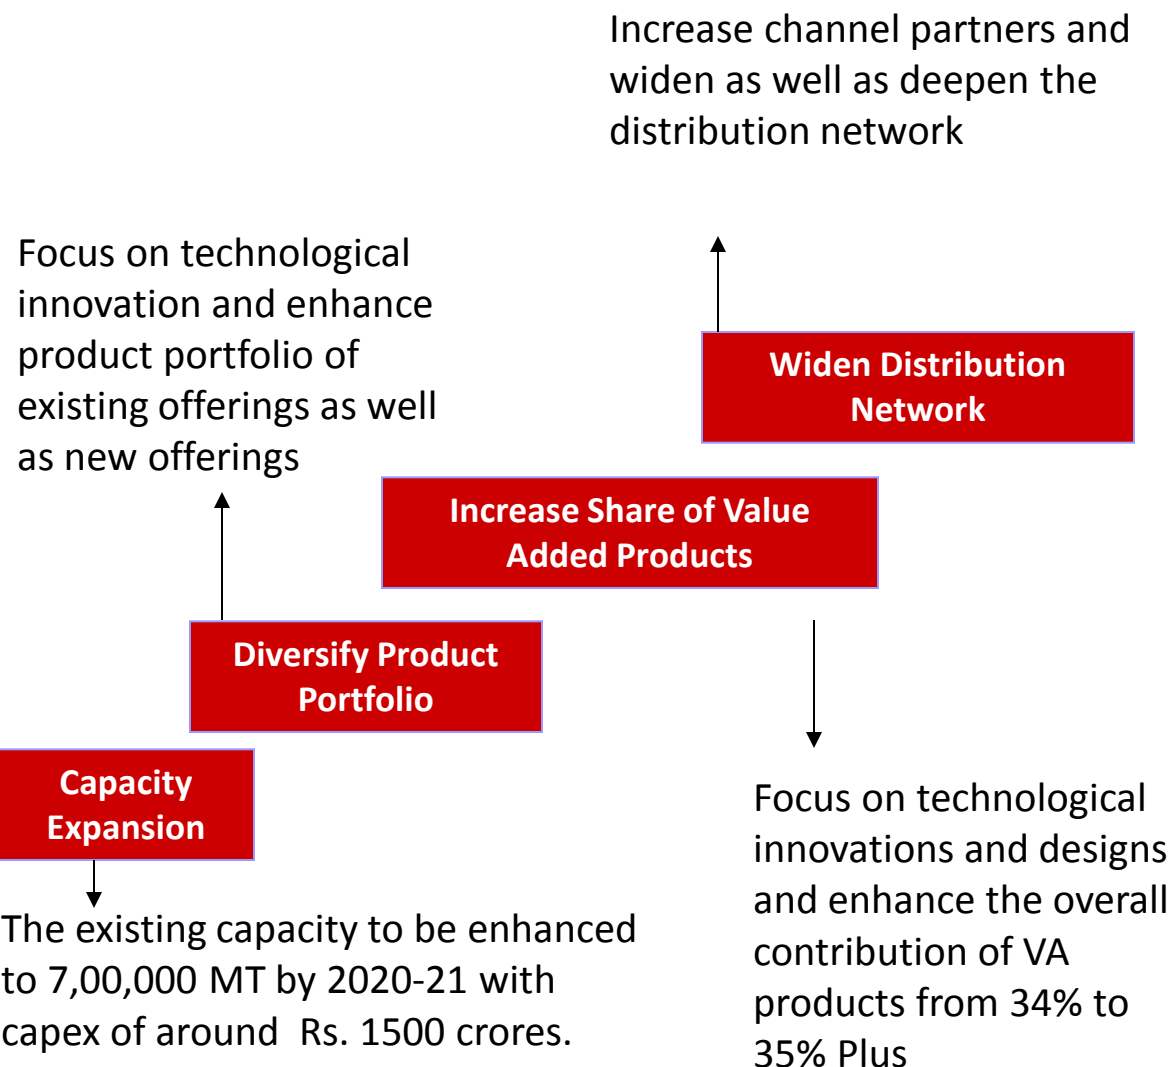 Increase channel partners and
widen as well as deepen the
distribution network
Focus on technological
innovation and enhance
product portfolio of
existing offerings as well
as new offerings
Widen Distribution
Network
Increase Share of Value
Added Products
Diversify Product
Portfolio
Capacity
Expansion
The existing capacity to be enhanced
to 7,00,000 MT by 2020-21 with
capex of around Rs. 1500 crores.
Focus on technological
innovations and designs
and enhance the overall
contribution of VA
products from 34% to
35% Plus